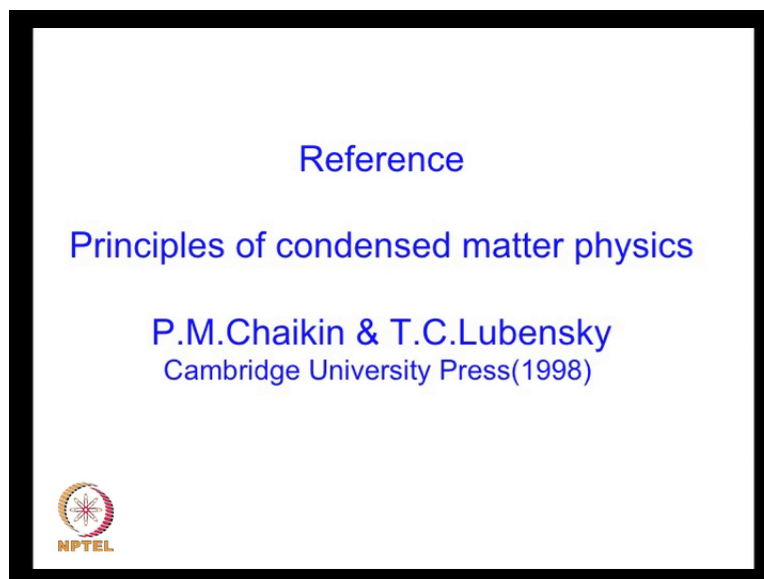 Reference
Principles of condensed matter physics
P.M.Chaikin & T.C.Lubensky
Cambridge University Press(1998)
NPTEL